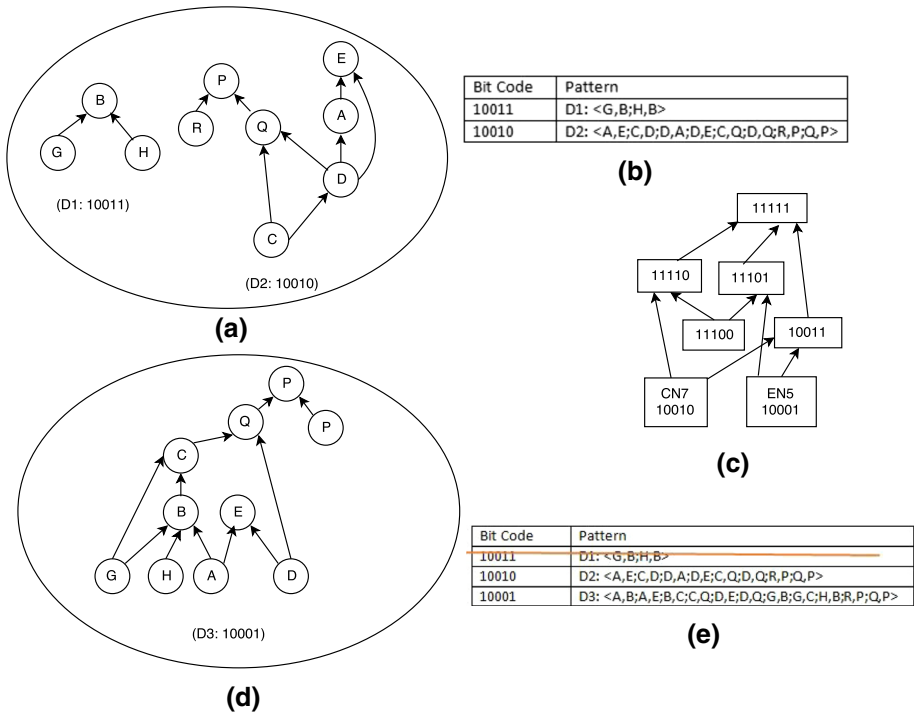 E
P
B
A
R
Q
G
H
D
(D1: 10011)
C
(D2: 10010)
(a)
Bit Code Pattern
10011 D1: <G,B;H,B>
10010 D2: <A,E;C,D;D,A;D,E;C,Q;D,Q;R,P;Q,P>
(b)
11111
11110 11101
11100 10011
CN7 EN5
10010 10001
(c)
P
Q
P
C
B
E
G
H
A
D
(D3: 10001)
(d)
Bit Code Pattern
10011 D1: <G,B;H,B>
10010 D2: <A,E;C,D;D,A;D,E;C,Q;D,Q;R,P;Q,P>
10001 D3: <A,B;A,E;B,C;C,Q;D,E;D,Q;G,B;G,C;H,B;R,P;Q,P>
(e)